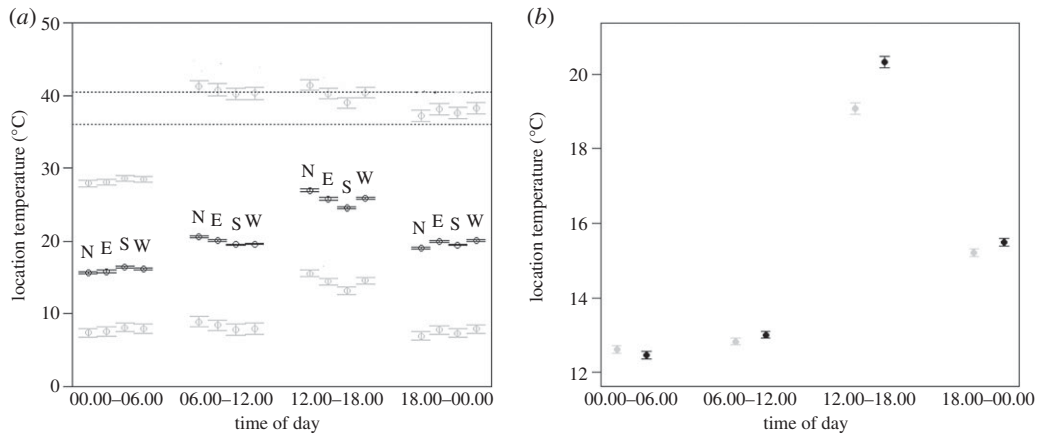 (a)
50
40
30
20
10
0
location temperature (°C)
N E S W
N E S W
N E S W
N E S W
00.00–06.00 06.00–12.00 12.00–18.00 18.00–00.00
time of day
(b)
20
18
16
14
12
location temperature (°C)
00.00–06.00 06.00–12.00 12.00–18.00 18.00–00.00
time of day